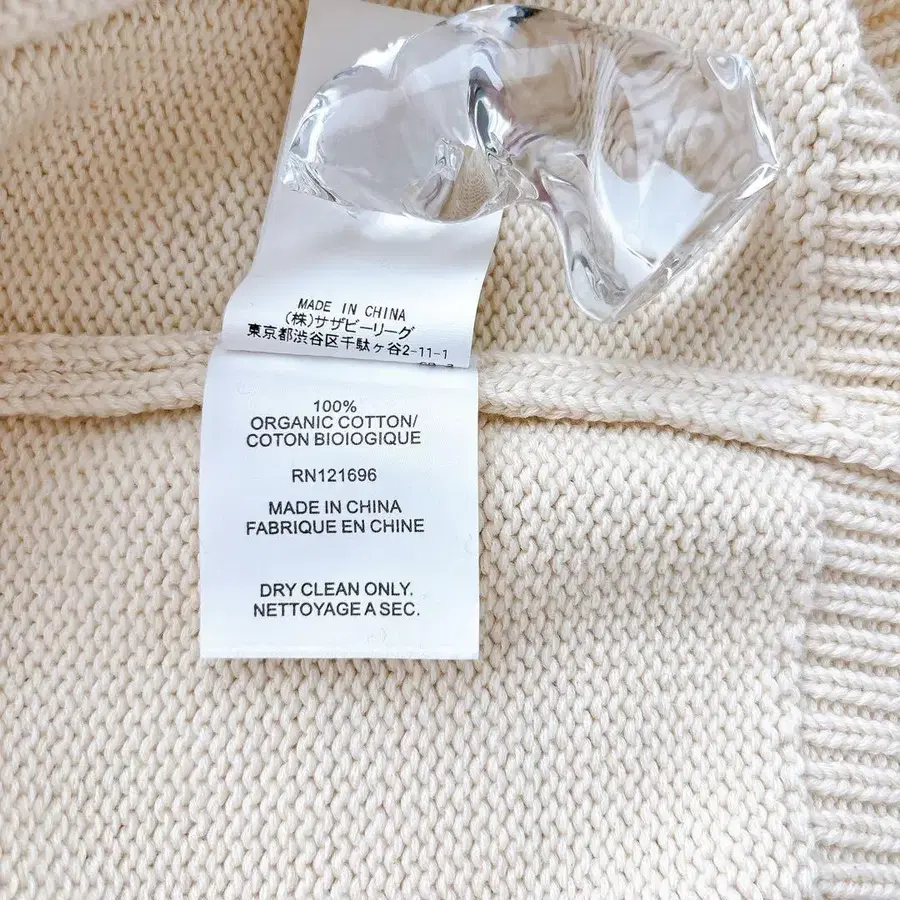 MADE IN CHINA
(株)サザビーリーグ
東京都渋谷区千駄ヶ谷2-11-1
100%
ORGANIC COTTON/
COTON BIOIOGIQUE
RN121696
MADE IN CHINA
FABRIQUE EN CHINE
DRY CLEAN ONLY.
NETTOYAGE A SEC.